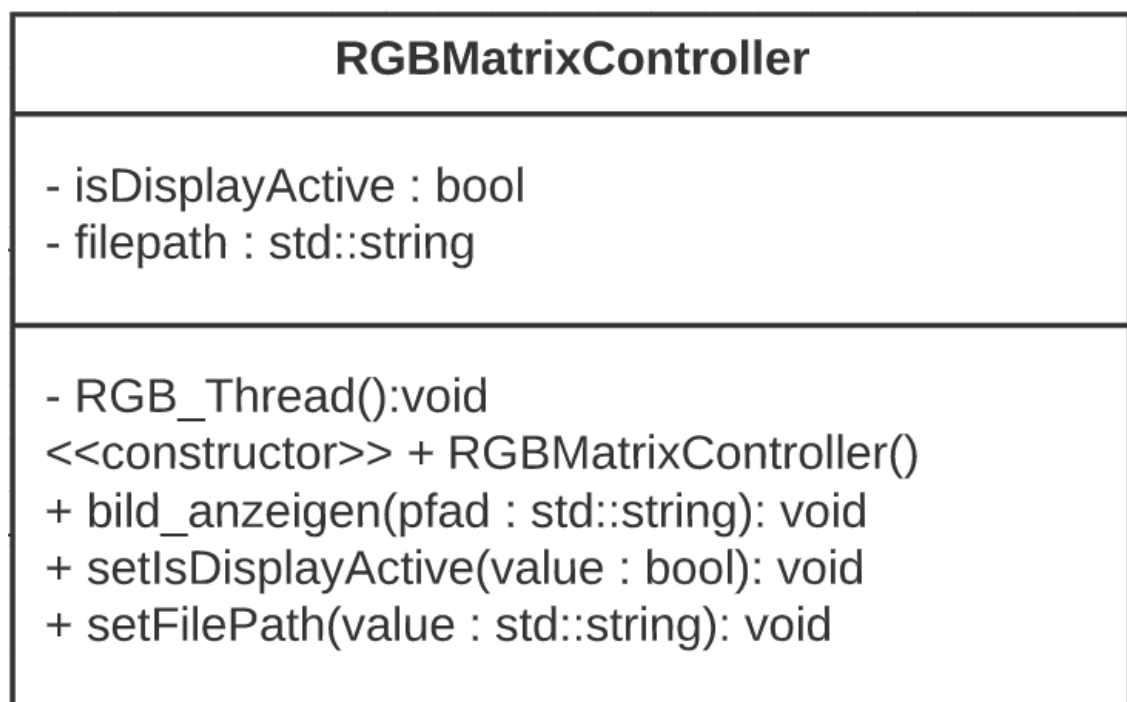 RGBMatrixController
- isDisplayActive : bool
- filepath : std::string
- RGB_Thread():void
<<constructor>> + RGBMatrixController()
+ bild_anzeigen(pfad : std::string): void
+ setIsDisplayActive(value : bool): void
+ setFilePath(value : std::string): void